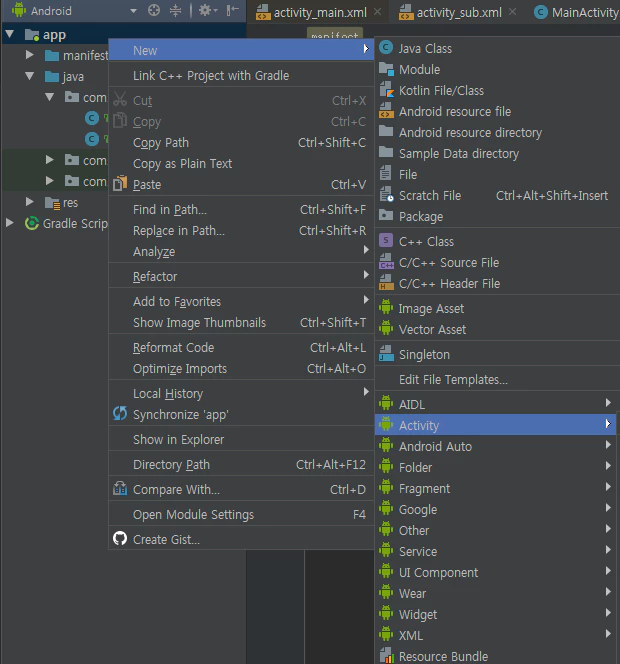 Android
activity_main.xml
activity_sub.xml
MainActivity
app
manifest
manifest
java
com
com
com
res
Gradle Scrip
New
Link C++ Project with Gradle
Cut Ctrl+X
Copy Ctrl+C
Copy Path Ctrl+Shift+C
Copy as Plain Text
Paste Ctrl+V
Find in Path... Ctrl+Shift+F
Replace in Path... Ctrl+Shift+R
Analyze
Refactor
Add to Favorites
Show Image Thumbnails Ctrl+Shift+T
Reformat Code Ctrl+Alt+L
Optimize Imports Ctrl+Alt+O
Local History
Synchronize 'app'
Show in Explorer
Directory Path Ctrl+Alt+F12
Compare With... Ctrl+D
Open Module Settings F4
Create Gist...
Java Class
Module
Kotlin File/Class
Android resource file
Android resource directory
Sample Data directory
File
Scratch File Ctrl+Alt+Shift+Insert
Package
C++ Class
C/C++ Source File
C/C++ Header File
Image Asset
Vector Asset
Singleton
Edit File Templates...
AIDL
Activity
Android Auto
Folder
Fragment
Google
Other
Service
UI Component
Wear
Widget
XML
Resource Bundle